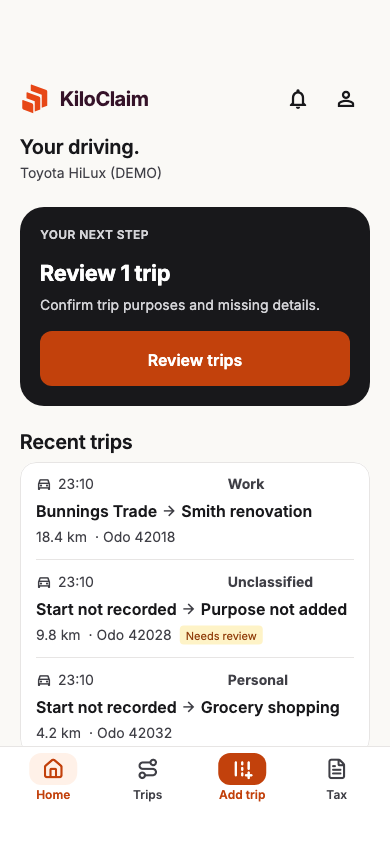 KiloClaim
Your driving.
Toyota HiLux (DEMO)
YOUR NEXT STEP
Review 1 trip
Confirm trip purposes and missing details.
Review trips
Recent trips
23:10 Work
Bunnings Trade → Smith renovation
18.4 km · Odo 42018
23:10 Unclassified
Start not recorded → Purpose not added
9.8 km · Odo 42028 Needs review
23:10 Personal
Start not recorded → Grocery shopping
4.2 km · Odo 42032
Home Trips Add trip Tax